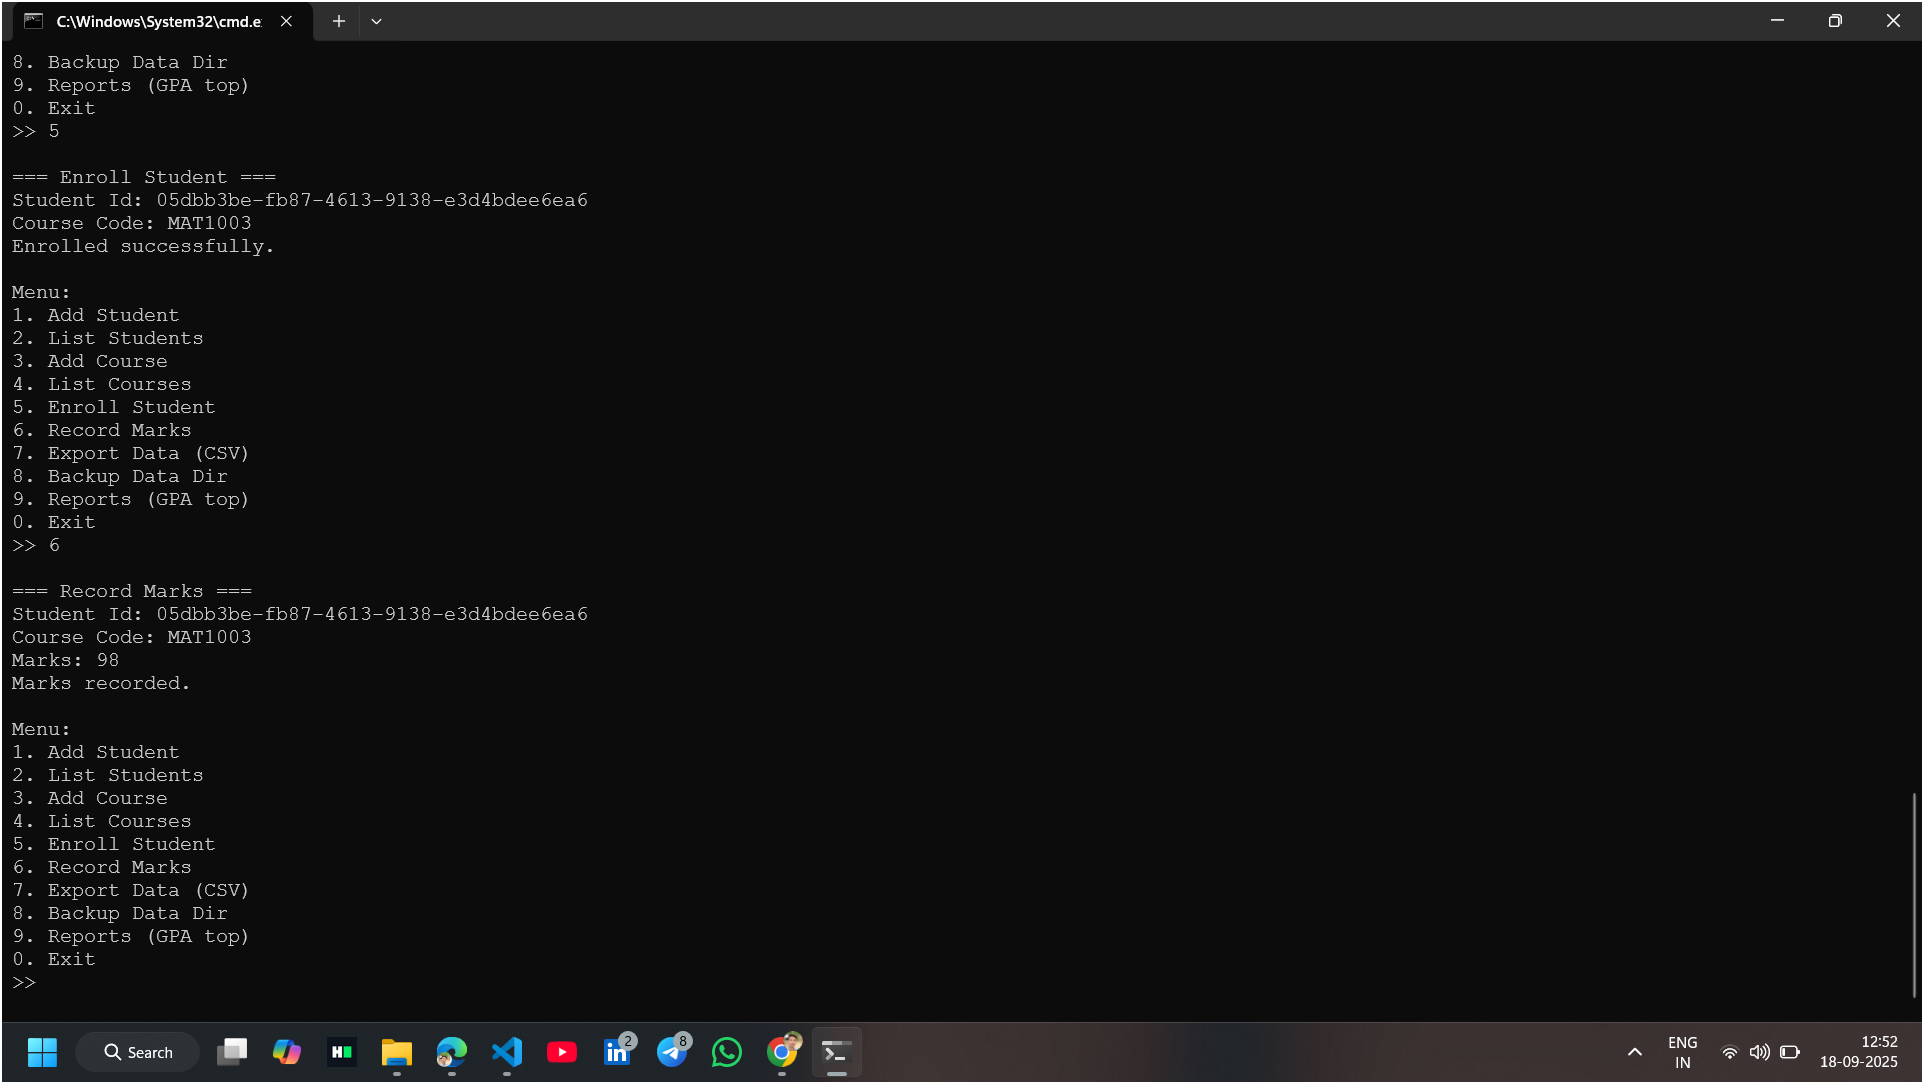 C:\Windows\System32\cmd.e
8. Backup Data Dir
9. Reports (GPA top)
0. Exit
>> 5
=== Enroll Student ===
Student Id: 05dbb3be-fb87-4613-9138-e3d4bdee6ea6
Course Code: MAT1003
Enrolled successfully.
Menu:
1. Add Student
2. List Students
3. Add Course
4. List Courses
5. Enroll Student
6. Record Marks
7. Export Data (CSV)
8. Backup Data Dir
9. Reports (GPA top)
0. Exit
>> 6
=== Record Marks ===
Student Id: 05dbb3be-fb87-4613-9138-e3d4bdee6ea6
Course Code: MAT1003
Marks: 98
Marks recorded.
Menu:
1. Add Student
2. List Students
3. Add Course
4. List Courses
5. Enroll Student
6. Record Marks
7. Export Data (CSV)
8. Backup Data Dir
9. Reports (GPA top)
0. Exit
>>
Search
H
in
2
8
ENG
IN
12:52
18-09-2025